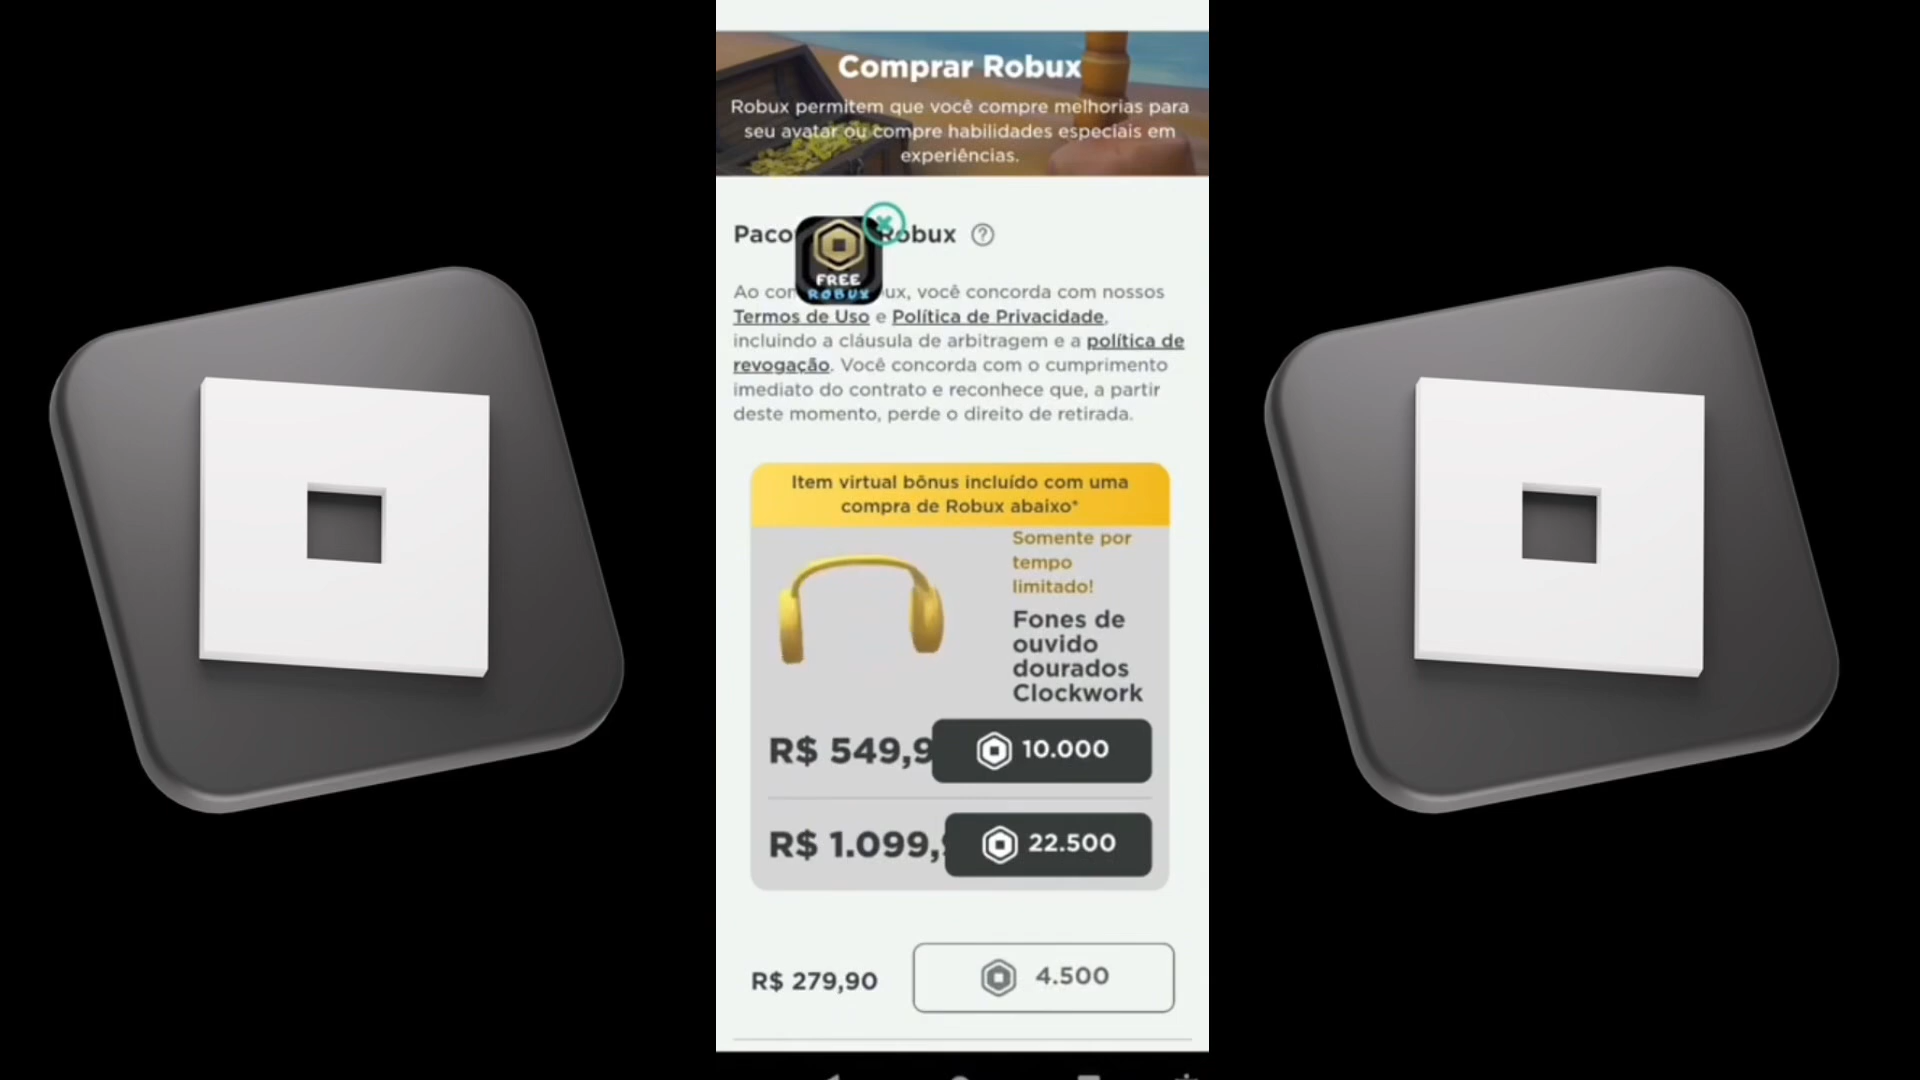 Comprar Robux
Robux permitem que você compre melhorias para
seu avatar ou compre habilidades especiais em
experiências.
Paco Robux ?
FREE
ROBUX
Ao con ux, você concorda com nossos
Termos de Uso e Política de Privacidade,
incluindo a cláusula de arbitragem e a política de
revogação. Você concorda com o cumprimento
imediato do contrato e reconhece que, a partir
deste momento, perde o direito de retirada.
Item virtual bônus incluído com uma
compra de Robux abaixo*
Somente por
tempo
limitado!
Fones de
ouvido
dourados
Clockwork
R$ 549,9 10.000
R$ 1.099, 22.500
R$ 279,90 4.500